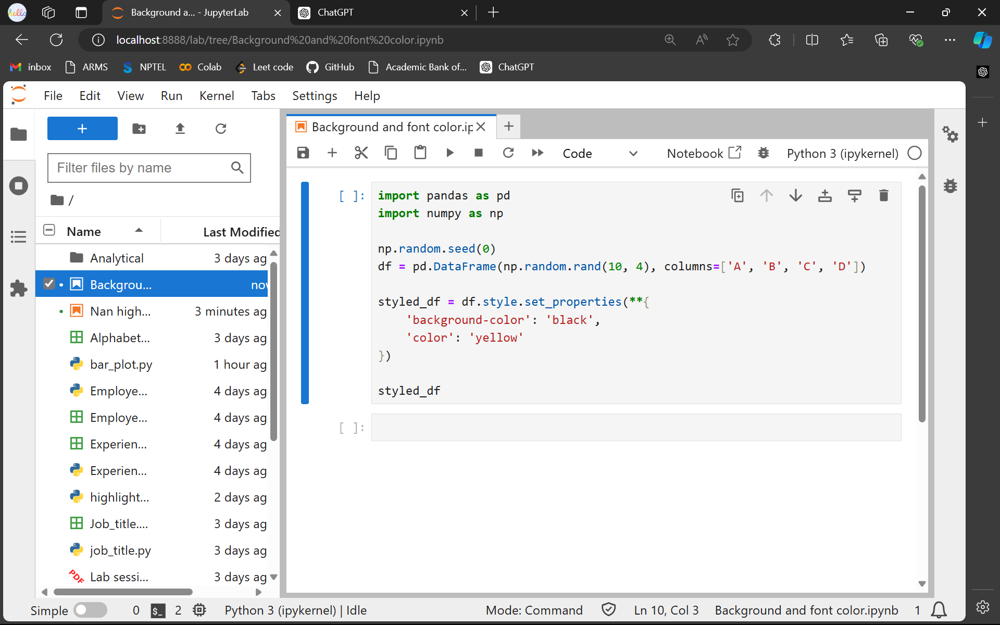 hello
Background a... - JupyterLab
ChatGPT
localhost:8888/lab/tree/Background%20and%20font%20color.ipynb
inbox
ARMS
NPTEL
Colab
Leet code
GitHub
Academic Bank of...
ChatGPT
File Edit View Run Kernel Tabs Settings Help
Filter files by name
/
Name
Last Modified
Analytical 3 days ag
Backgrou... now
Nan high... 3 minutes ag
Alphabet... 3 days ag
bar_plot.py 1 hour ag
Employe... 4 days ag
Employe... 4 days ag
Experien... 4 days ag
Experien... 4 days ag
highlight... 2 days ag
Job_title.... 3 days ag
job_title.py 3 days ag
PDF Lab sessi... 3 days ag
Background and font color.ip
Code
Notebook
Python 3 (ipykernel)
[ ]:
import pandas as pd
import numpy as np
np.random.seed(0)
df = pd.DataFrame(np.random.rand(10, 4), columns=['A', 'B', 'C', 'D'])
styled_df = df.style.set_properties(**{
    'background-color': 'black',
    'color': 'yellow'
})
styled_df
[ ]:
Simple 0 $_ 2 Python 3 (ipykernel) | Idle Mode: Command Ln 10, Col 3 Background and font color.ipynb 1